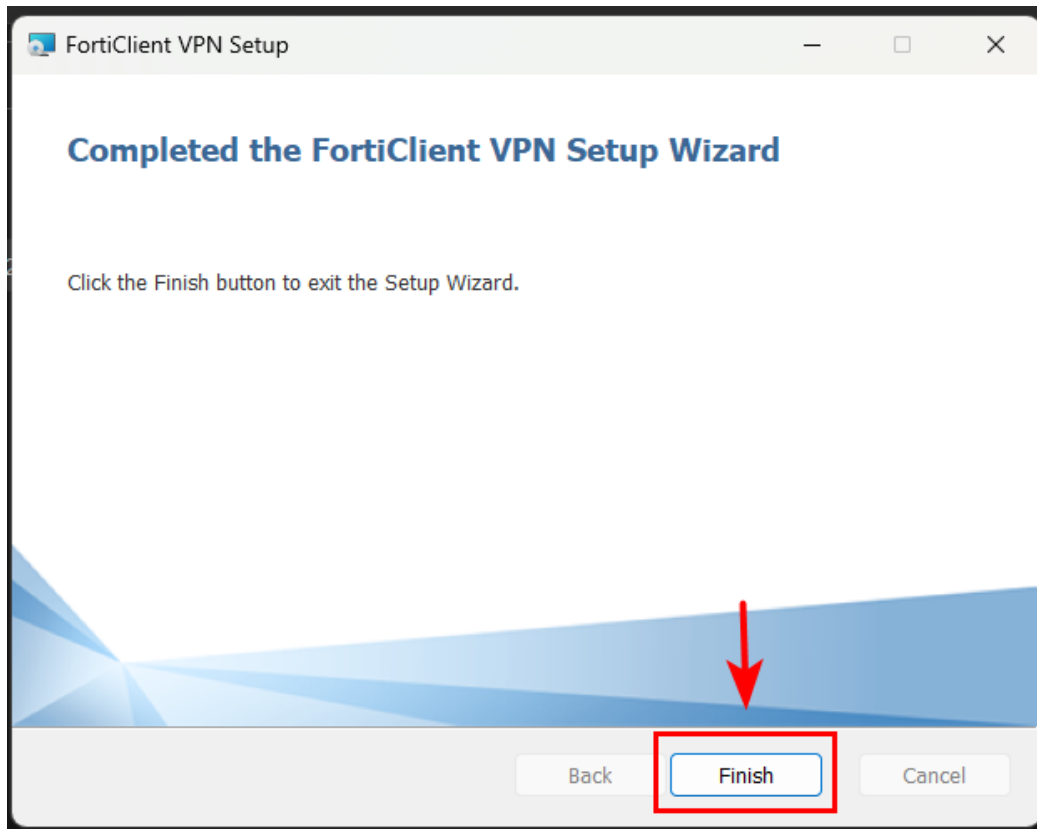 FortiClient VPN Setup
Completed the FortiClient VPN Setup Wizard
Click the Finish button to exit the Setup Wizard.
Back Finish Cancel